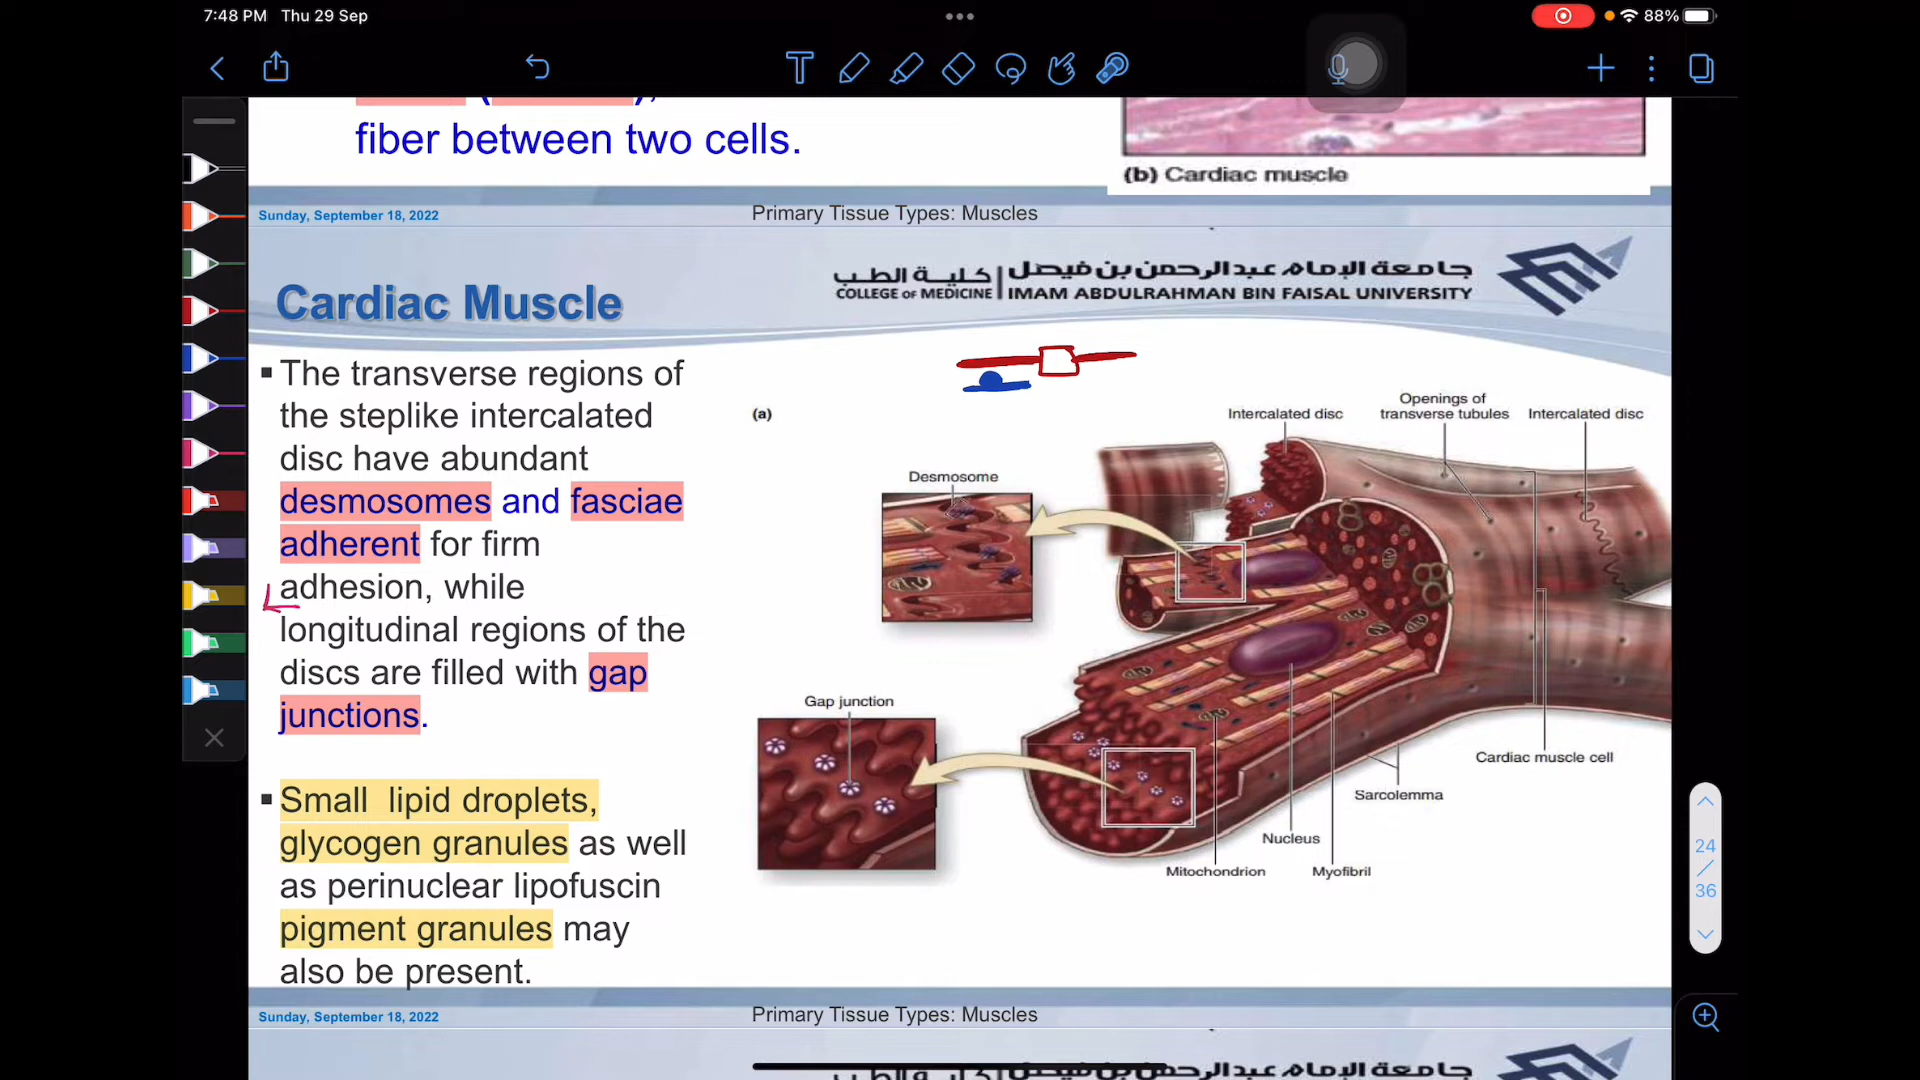 7:48 PM Thu 29 Sep
88%
fiber between two cells.
(b) Cardiac muscle
Sunday, September 18, 2022
Primary Tissue Types: Muscles
Cardiac Muscle
كلية الطب | جامعة الإمام عبدالرحمن بن فيصل
COLLEGE OF MEDICINE | IMAM ABDULRAHMAN BIN FAISAL UNIVERSITY
▪ The transverse regions of
the steplike intercalated
disc have abundant
desmosomes and fasciae
adherent for firm
adhesion, while
longitudinal regions of the
discs are filled with gap
junctions.
▪ Small lipid droplets,
glycogen granules as well
as perinuclear lipofuscin
pigment granules may
also be present.
(a)
Intercalated disc
Openings of
transverse tubules
Intercalated disc
Desmosome
Gap junction
Cardiac muscle cell
Sarcolemma
Nucleus
Mitochondrion
Myofibril
24
/
36
Sunday, September 18, 2022
Primary Tissue Types: Muscles